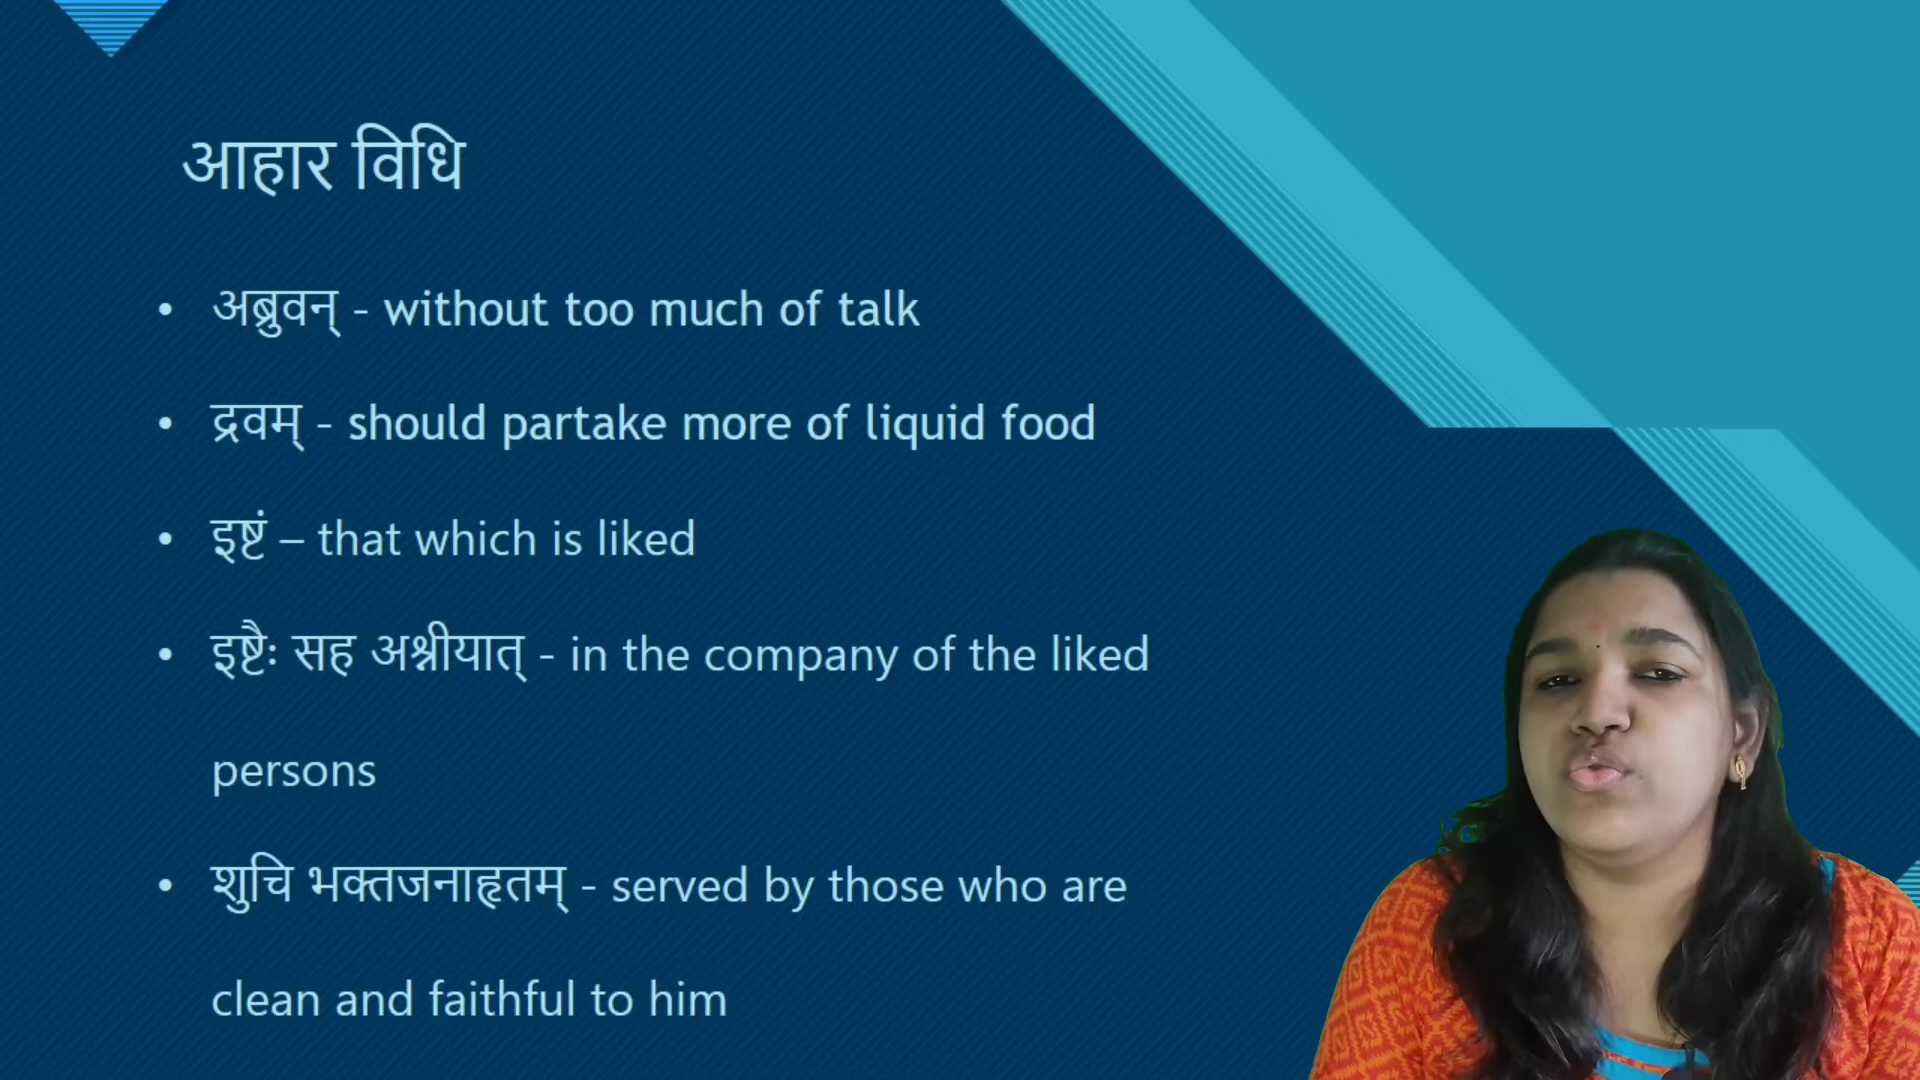 आहार विधि
• अब्रुवन् - without too much of talk
• द्रवम् - should partake more of liquid food
• इष्टं – that which is liked
• इष्टैः सह अश्नीयात् - in the company of the liked
persons
• शुचि भक्तजनाहृतम् - served by those who are
clean and faithful to him